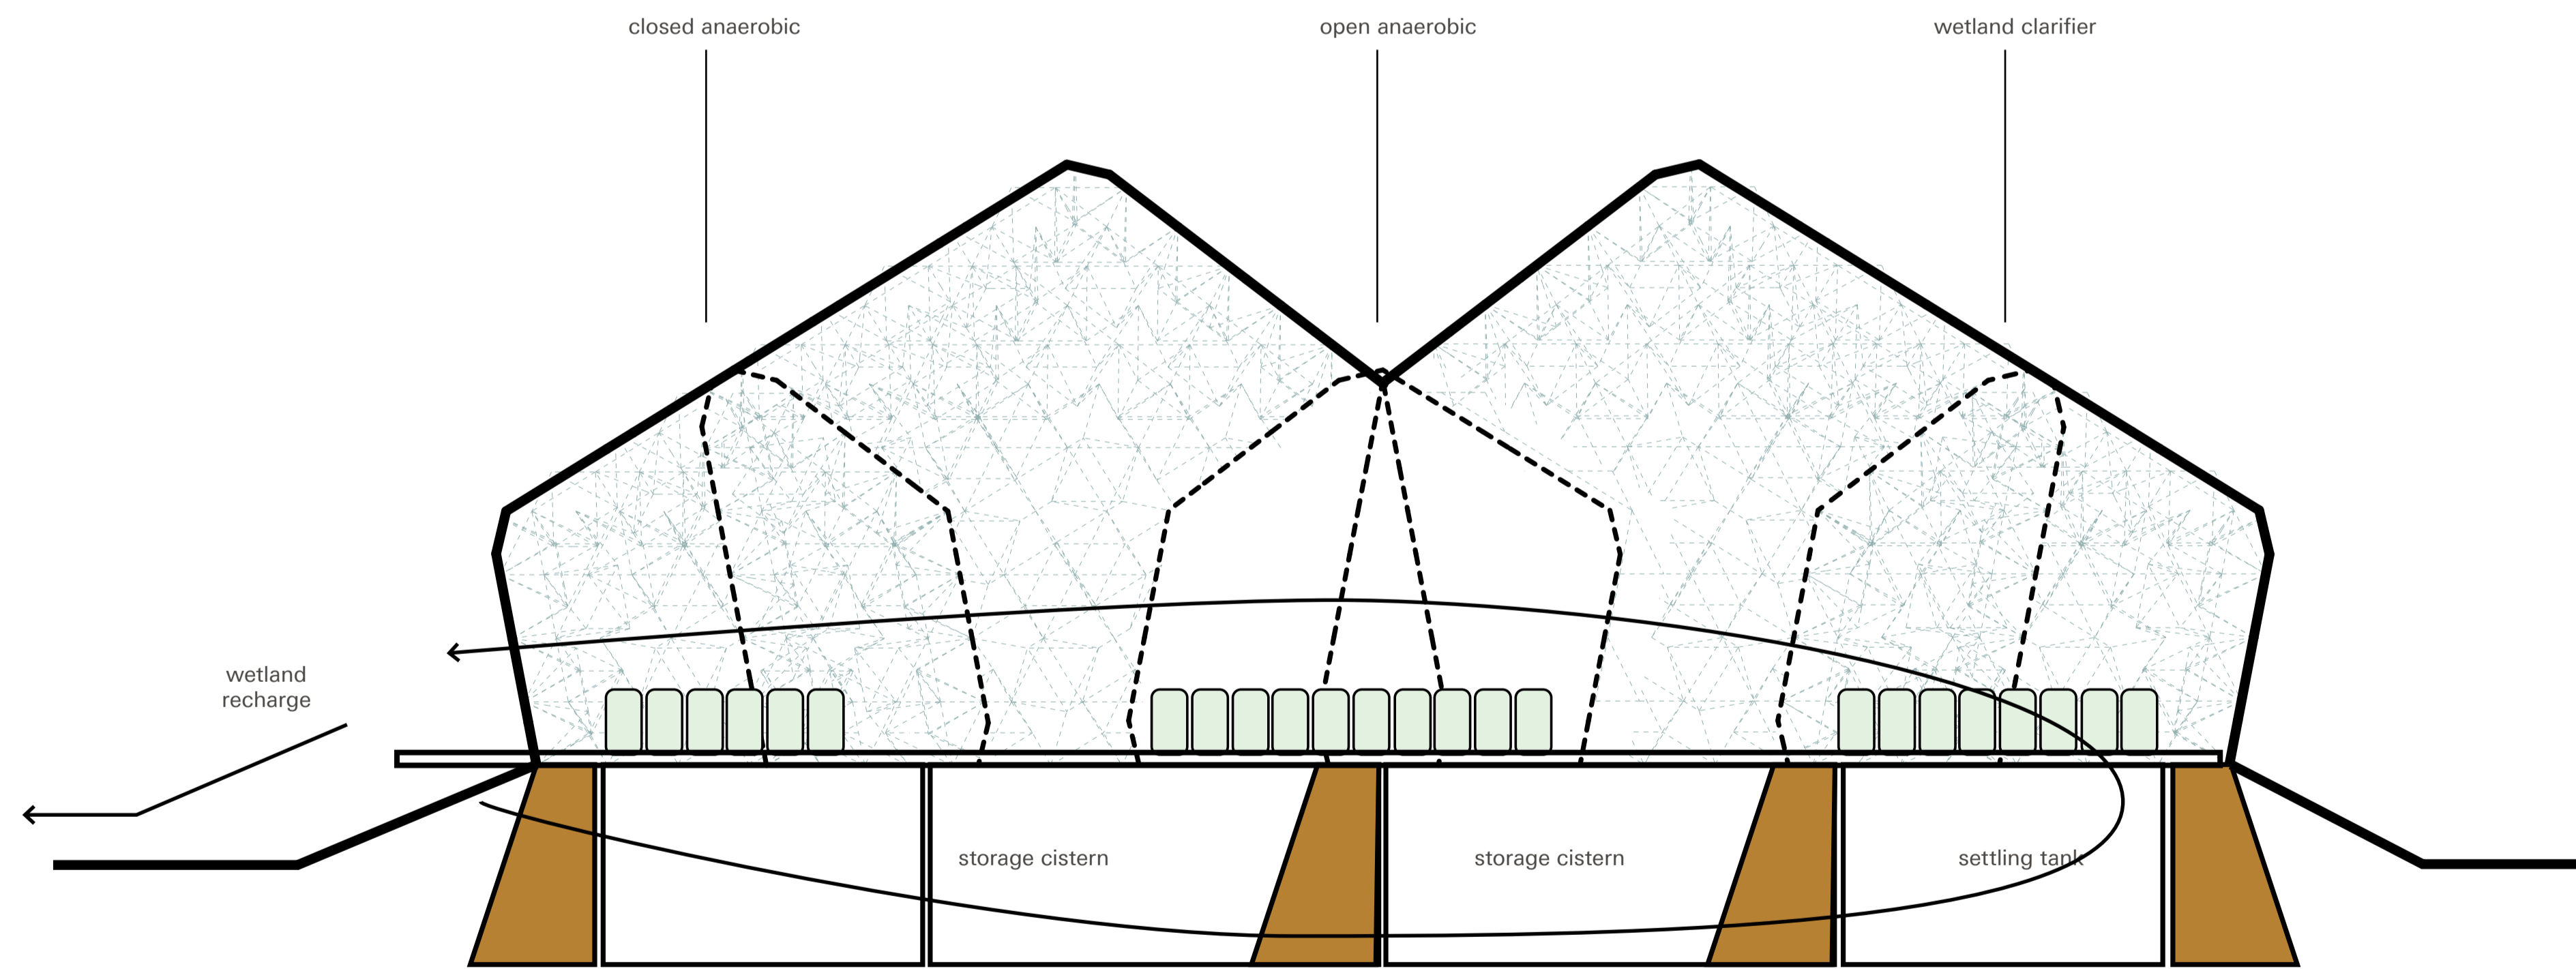 closed anaerobic
open anaerobic
wetland clarifier
wetland
recharge
storage cistern
storage cistern
settling tank